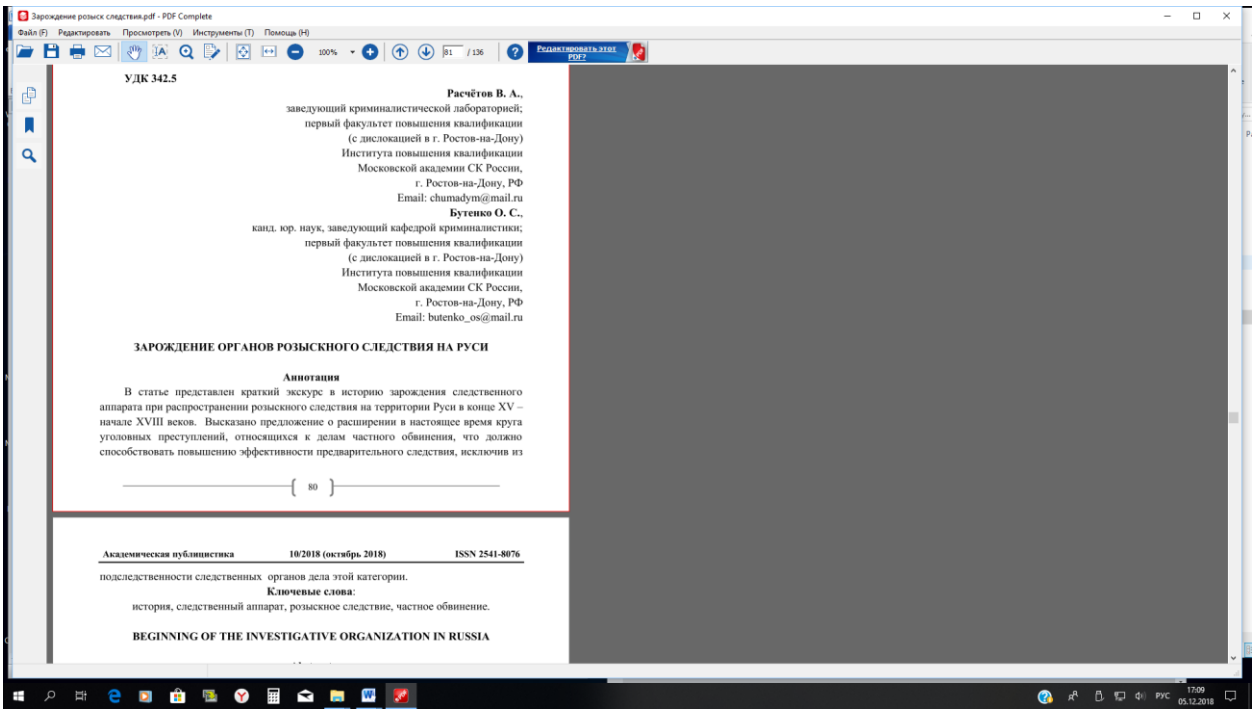 Зарождение розыск следствия.pdf - PDF Complete
Файл (F) Редактировать Просмотреть (V) Инструменты (T) Помощь (H)
100% 81 / 136 Редактировать этот PDF?
УДК 342.5
Расчётов В. А.,
заведующий криминалистической лабораторией;
первый факультет повышения квалификации
(с дислокацией в г. Ростов-на-Дону)
Института повышения квалификации
Московской академии СК России,
г. Ростов-на-Дону, РФ
Email: chumadym@mail.ru
Бутенко О. С.,
канд. юр. наук, заведующий кафедрой криминалистики;
первый факультет повышения квалификации
(с дислокацией в г. Ростов-на-Дону)
Института повышения квалификации
Московской академии СК России,
г. Ростов-на-Дону, РФ
Email: butenko_os@mail.ru
ЗАРОЖДЕНИЕ ОРГАНОВ РОЗЫСКНОГО СЛЕДСТВИЯ НА РУСИ
Аннотация
В статье представлен краткий экскурс в историю зарождения следственного
аппарата при распространении розыскного следствия на территории Руси в конце XV –
начале XVIII веков. Высказано предложение о расширении в настоящее время круга
уголовных преступлений, относящихся к делам частного обвинения, что должно
способствовать повышению эффективности предварительного следствия, исключив из
80
Академическая публицистика 10/2018 (октябрь 2018) ISSN 2541-8076
подследственности следственных органов дела этой категории.
Ключевые слова:
история, следственный аппарат, розыскное следствие, частное обвинение.
BEGINNING OF THE INVESTIGATIVE ORGANIZATION IN RUSSIA
РУС 17:09
05.12.2018